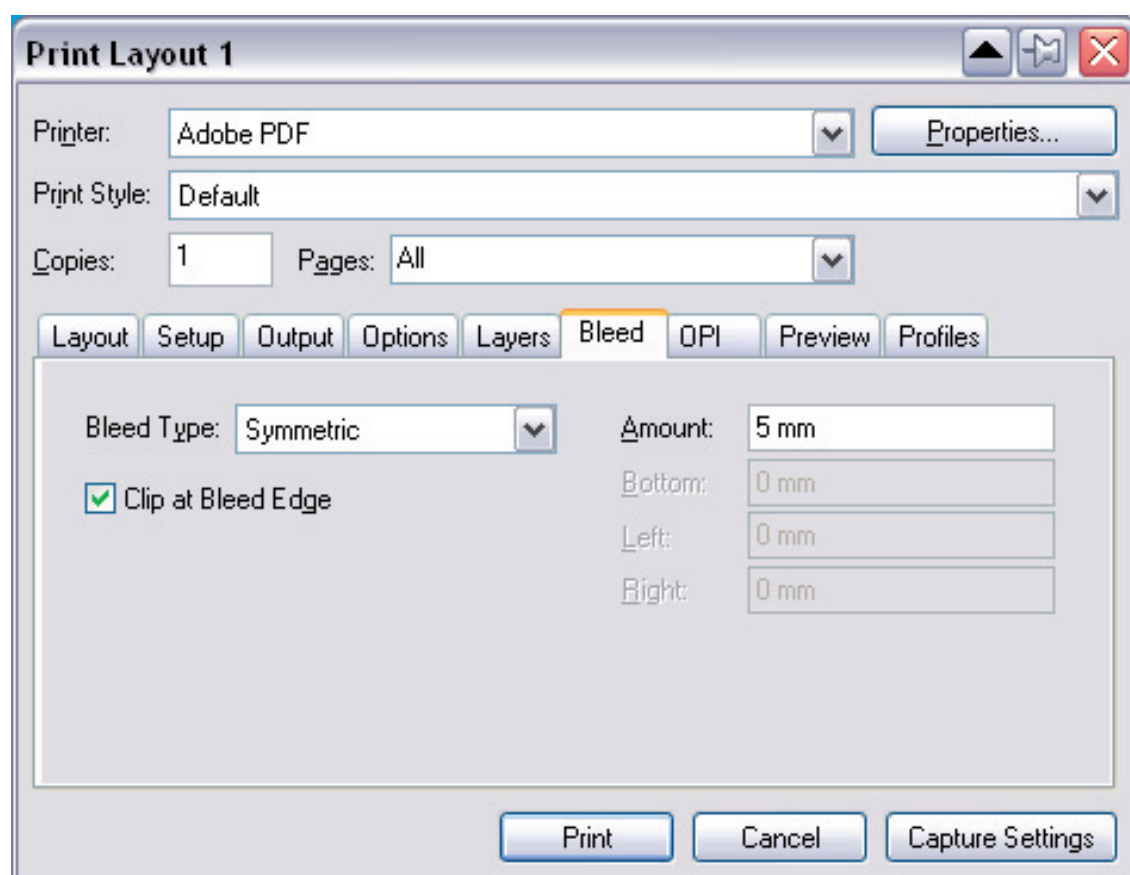 Print Layout 1
Printer: Adobe PDF Properties...
Print Style: Default
Copies: 1 Pages: All
Layout Setup Output Options Layers Bleed OPI Preview Profiles
Bleed Type: Symmetric Amount: 5 mm
Clip at Bleed Edge Bottom: 0 mm
Left: 0 mm
Right: 0 mm
Print Cancel Capture Settings